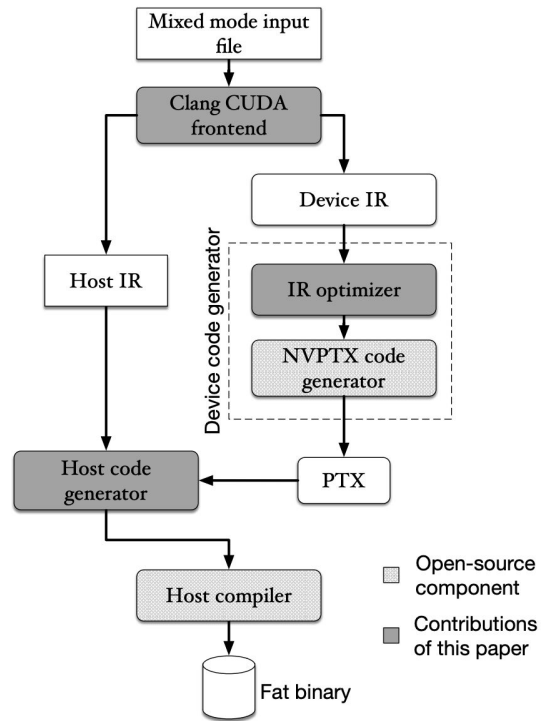 Mixed mode input
file
Clang CUDA
frontend
Device IR
Host IR
Device code generator
IR optimizer
NVPTX code
generator
Host code
generator
PTX
Host compiler
Open-source
component
Contributions
of this paper
Fat binary